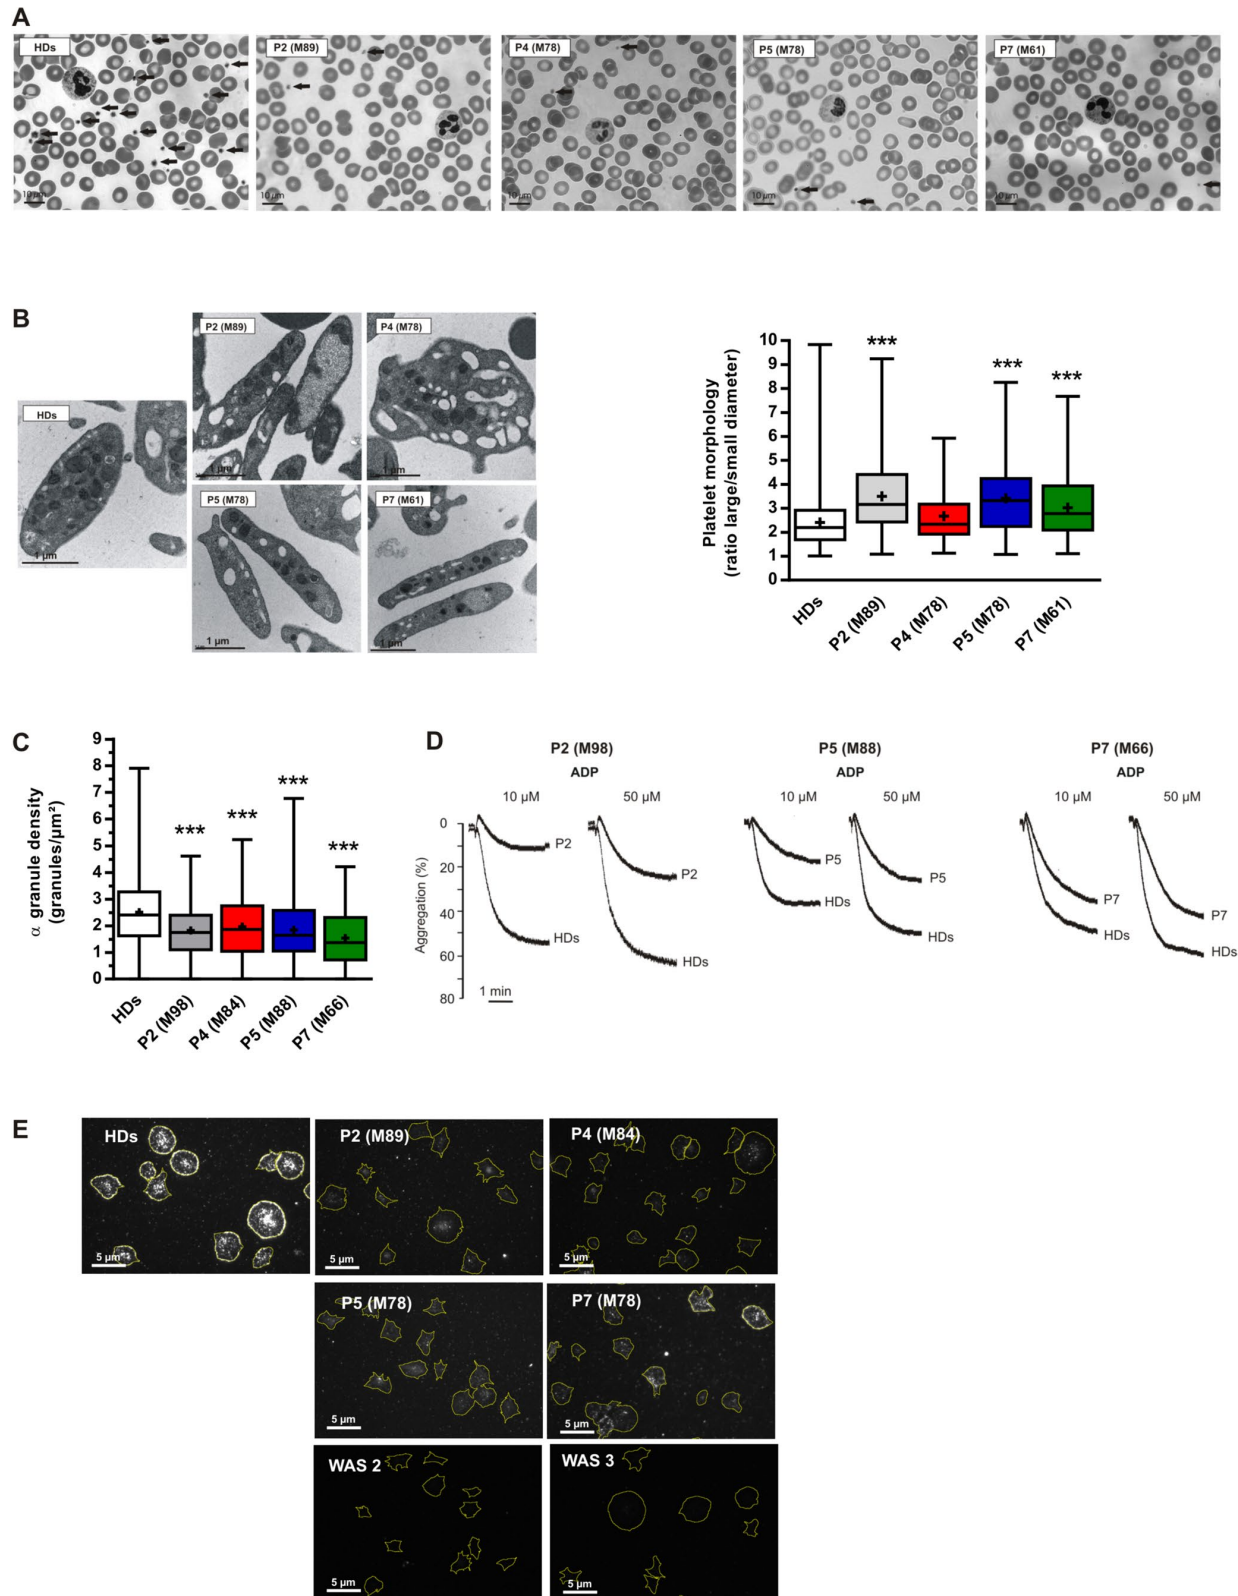 A
HDs
P2 (M89)
P4 (M78)
P5 (M78)
P7 (M61)
10 µm
10 µm
10 µm
10 µm
10 µm
B
HDs
1 µm
P2 (M89)
1 µm
P4 (M78)
1 µm
P5 (M78)
1 µm
P7 (M61)
1 µm
Platelet morphology
(ratio large/small diameter)
10
9
8
7
6
5
4
3
2
1
0
***
***
***
HDs
P2 (M89)
P4 (M78)
P5 (M78)
P7 (M61)
C
α granule density
(granules/µm²)
9
8
7
6
5
4
3
2
1
0
***
***
***
***
HDs
P2 (M98)
P4 (M84)
P5 (M88)
P7 (M66)
D
P2 (M98)
ADP
10 µM
50 µM
Aggregation (%)
0
20
40
60
80
1 min
P2
HDs
P2
HDs
P5 (M88)
ADP
10 µM
50 µM
P5
HDs
P5
HDs
P7 (M66)
ADP
10 µM
50 µM
P7
HDs
P7
HDs
E
HDs
5 µm
P2 (M89)
5 µm
P4 (M84)
5 µm
P5 (M78)
5 µm
P7 (M78)
5 µm
WAS 2
5 µm
WAS 3
5 µm